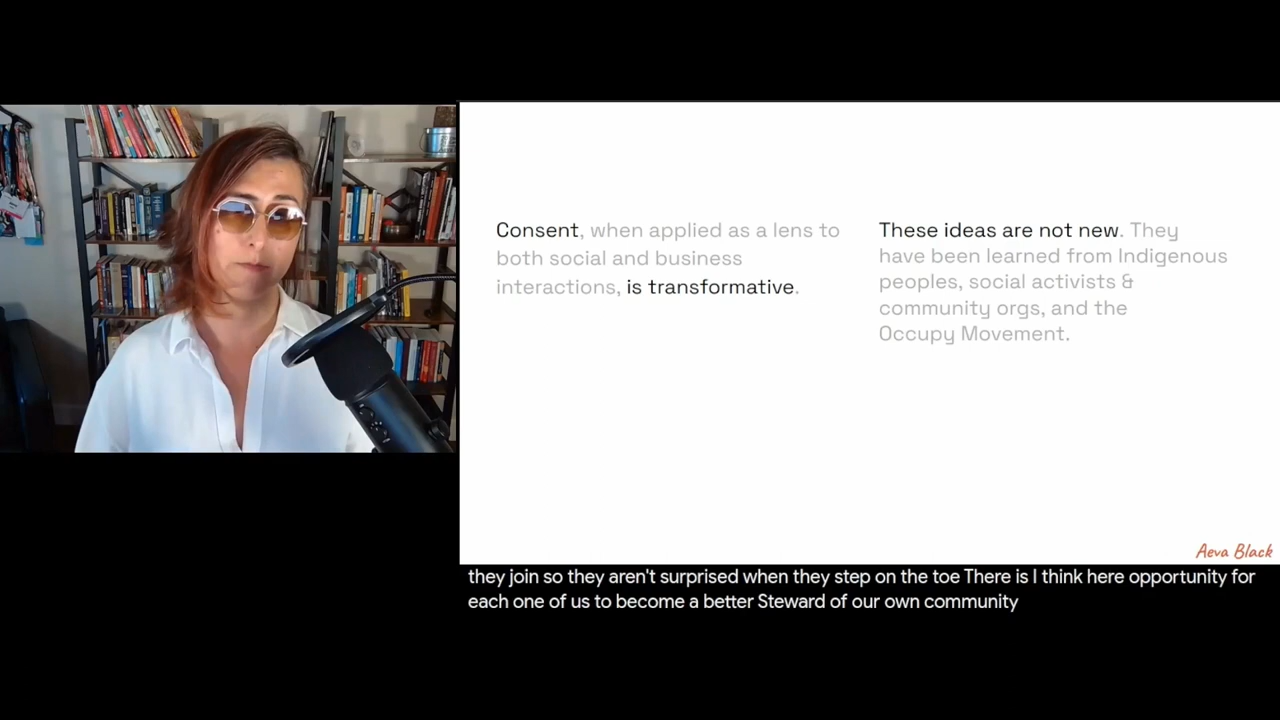 Consent, when applied as a lens to
both social and business
interactions, is transformative.
These ideas are not new. They
have been learned from Indigenous
peoples, social activists &
community orgs, and the
Occupy Movement.
Aeva Black
they join so they aren't surprised when they step on the toe There is I think here opportunity for
each one of us to become a better Steward of our own community